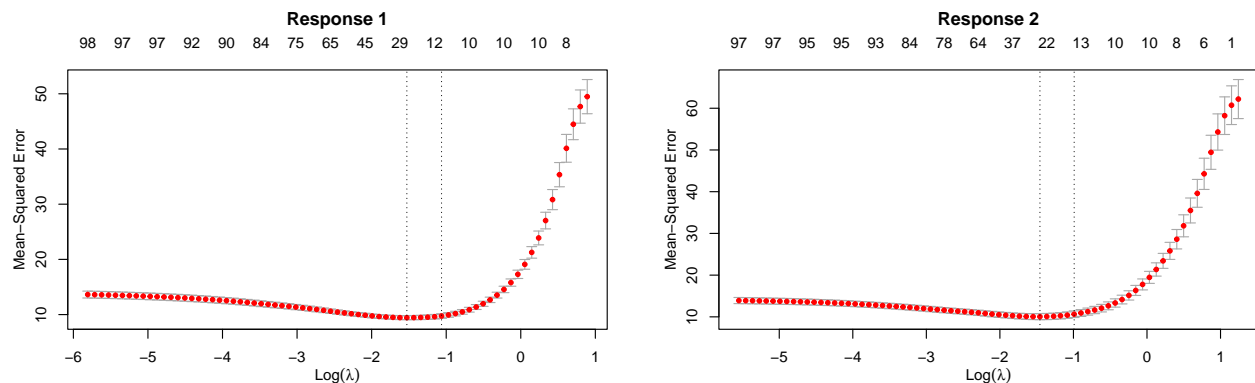 Response 1
98 97 97 92 90 84 75 65 45 29 12 10 10 10 8
50
40
30
20
10
Mean−Squared Error
−6 −5 −4 −3 −2 −1 0 1
Log(λ)
Response 2
97 97 95 95 93 84 78 64 37 22 13 10 10 8 6 1
60
50
40
30
20
10
Mean−Squared Error
−5 −4 −3 −2 −1 0 1
Log(λ)